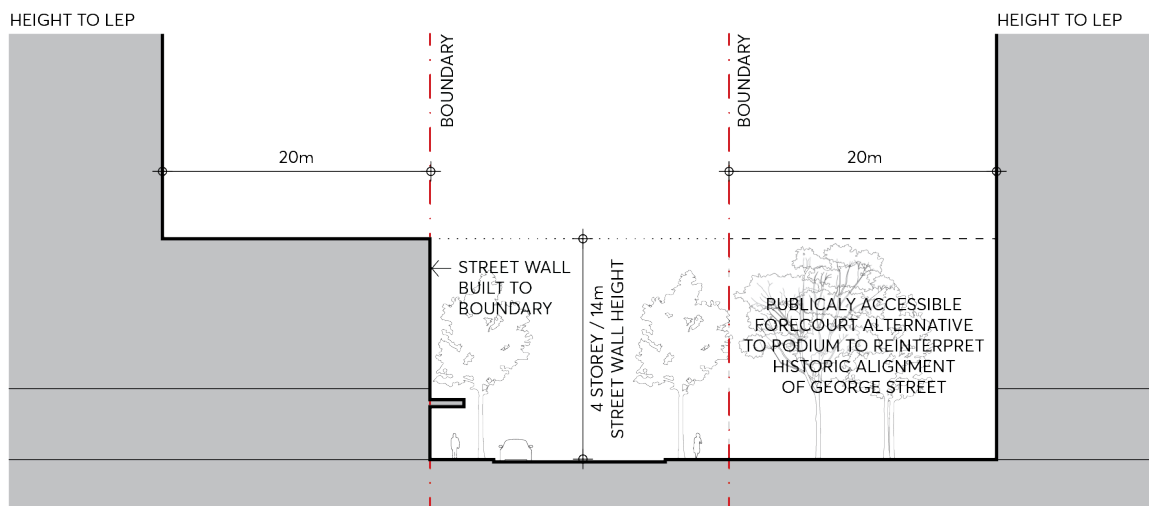 HEIGHT TO LEP
HEIGHT TO LEP
BOUNDARY
BOUNDARY
20m
20m
STREET WALL
BUILT TO
BOUNDARY
4 STOREY / 14m
STREET WALL HEIGHT
PUBLICALY ACCESSIBLE
FORECOURT ALTERNATIVE
TO PODIUM TO REINTERPRET
HISTORIC ALIGNMENT
OF GEORGE STREET